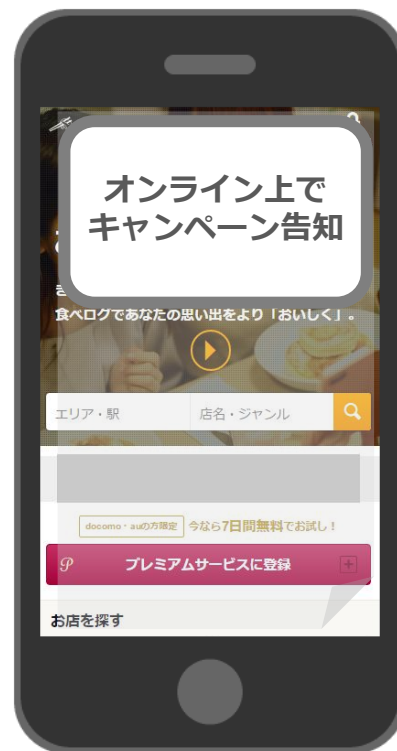 オンライン上で
キャンペーン告知
食べログであなたの思い出をより「おいしく」。
エリア・駅
店名・ジャンル
docomo・auの方限定 今なら7日間無料でお試し！
プレミアムサービスに登録
お店を探す